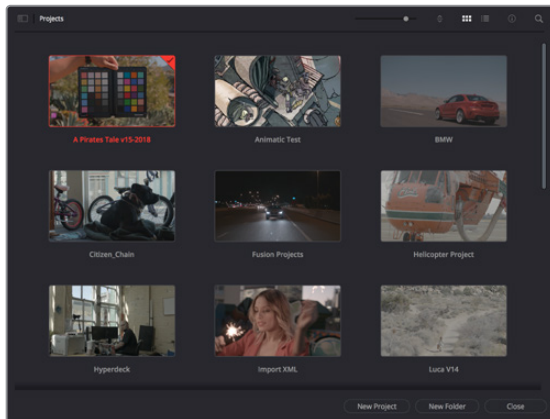 Projects
A Pirates Tale v15-2018
Animatic Test
BMW
Citizen_Chain
Fusion Projects
Helicopter Project
Hyperdeck
Import XML
Luca V14
New Project
New Folder
Close